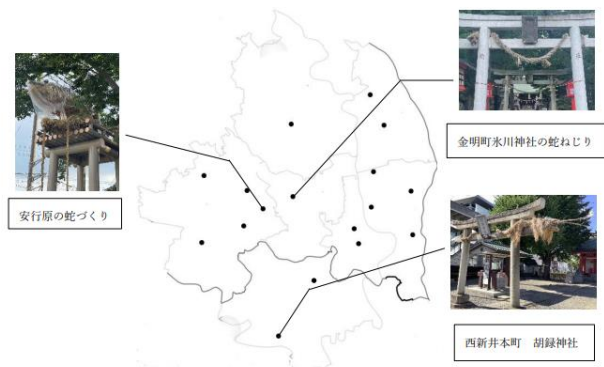 金明町氷川神社の蛇ねじり
安行原の蛇づくり
西新井本町　胡録神社